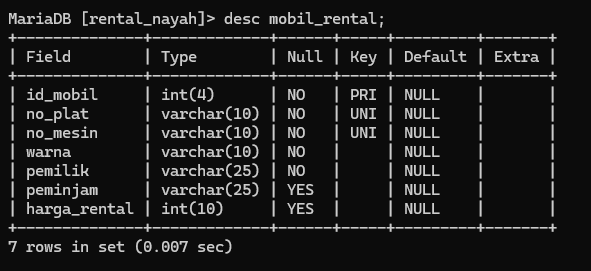 MariaDB [rental_nayah]> desc mobil_rental;
+--------------+-------------+------+-----+---------+-------+
| Field        | Type        | Null | Key | Default | Extra |
+--------------+-------------+------+-----+---------+-------+
| id_mobil     | int(4)      | NO   | PRI | NULL    |       |
| no_plat      | varchar(10) | NO   | UNI | NULL    |       |
| no_mesin     | varchar(10) | NO   | UNI | NULL    |       |
| warna        | varchar(10) | NO   |     | NULL    |       |
| pemilik      | varchar(25) | NO   |     | NULL    |       |
| peminjam     | varchar(25) | YES  |     | NULL    |       |
| harga_rental | int(10)     | YES  |     | NULL    |       |
+--------------+-------------+------+-----+---------+-------+
7 rows in set (0.007 sec)